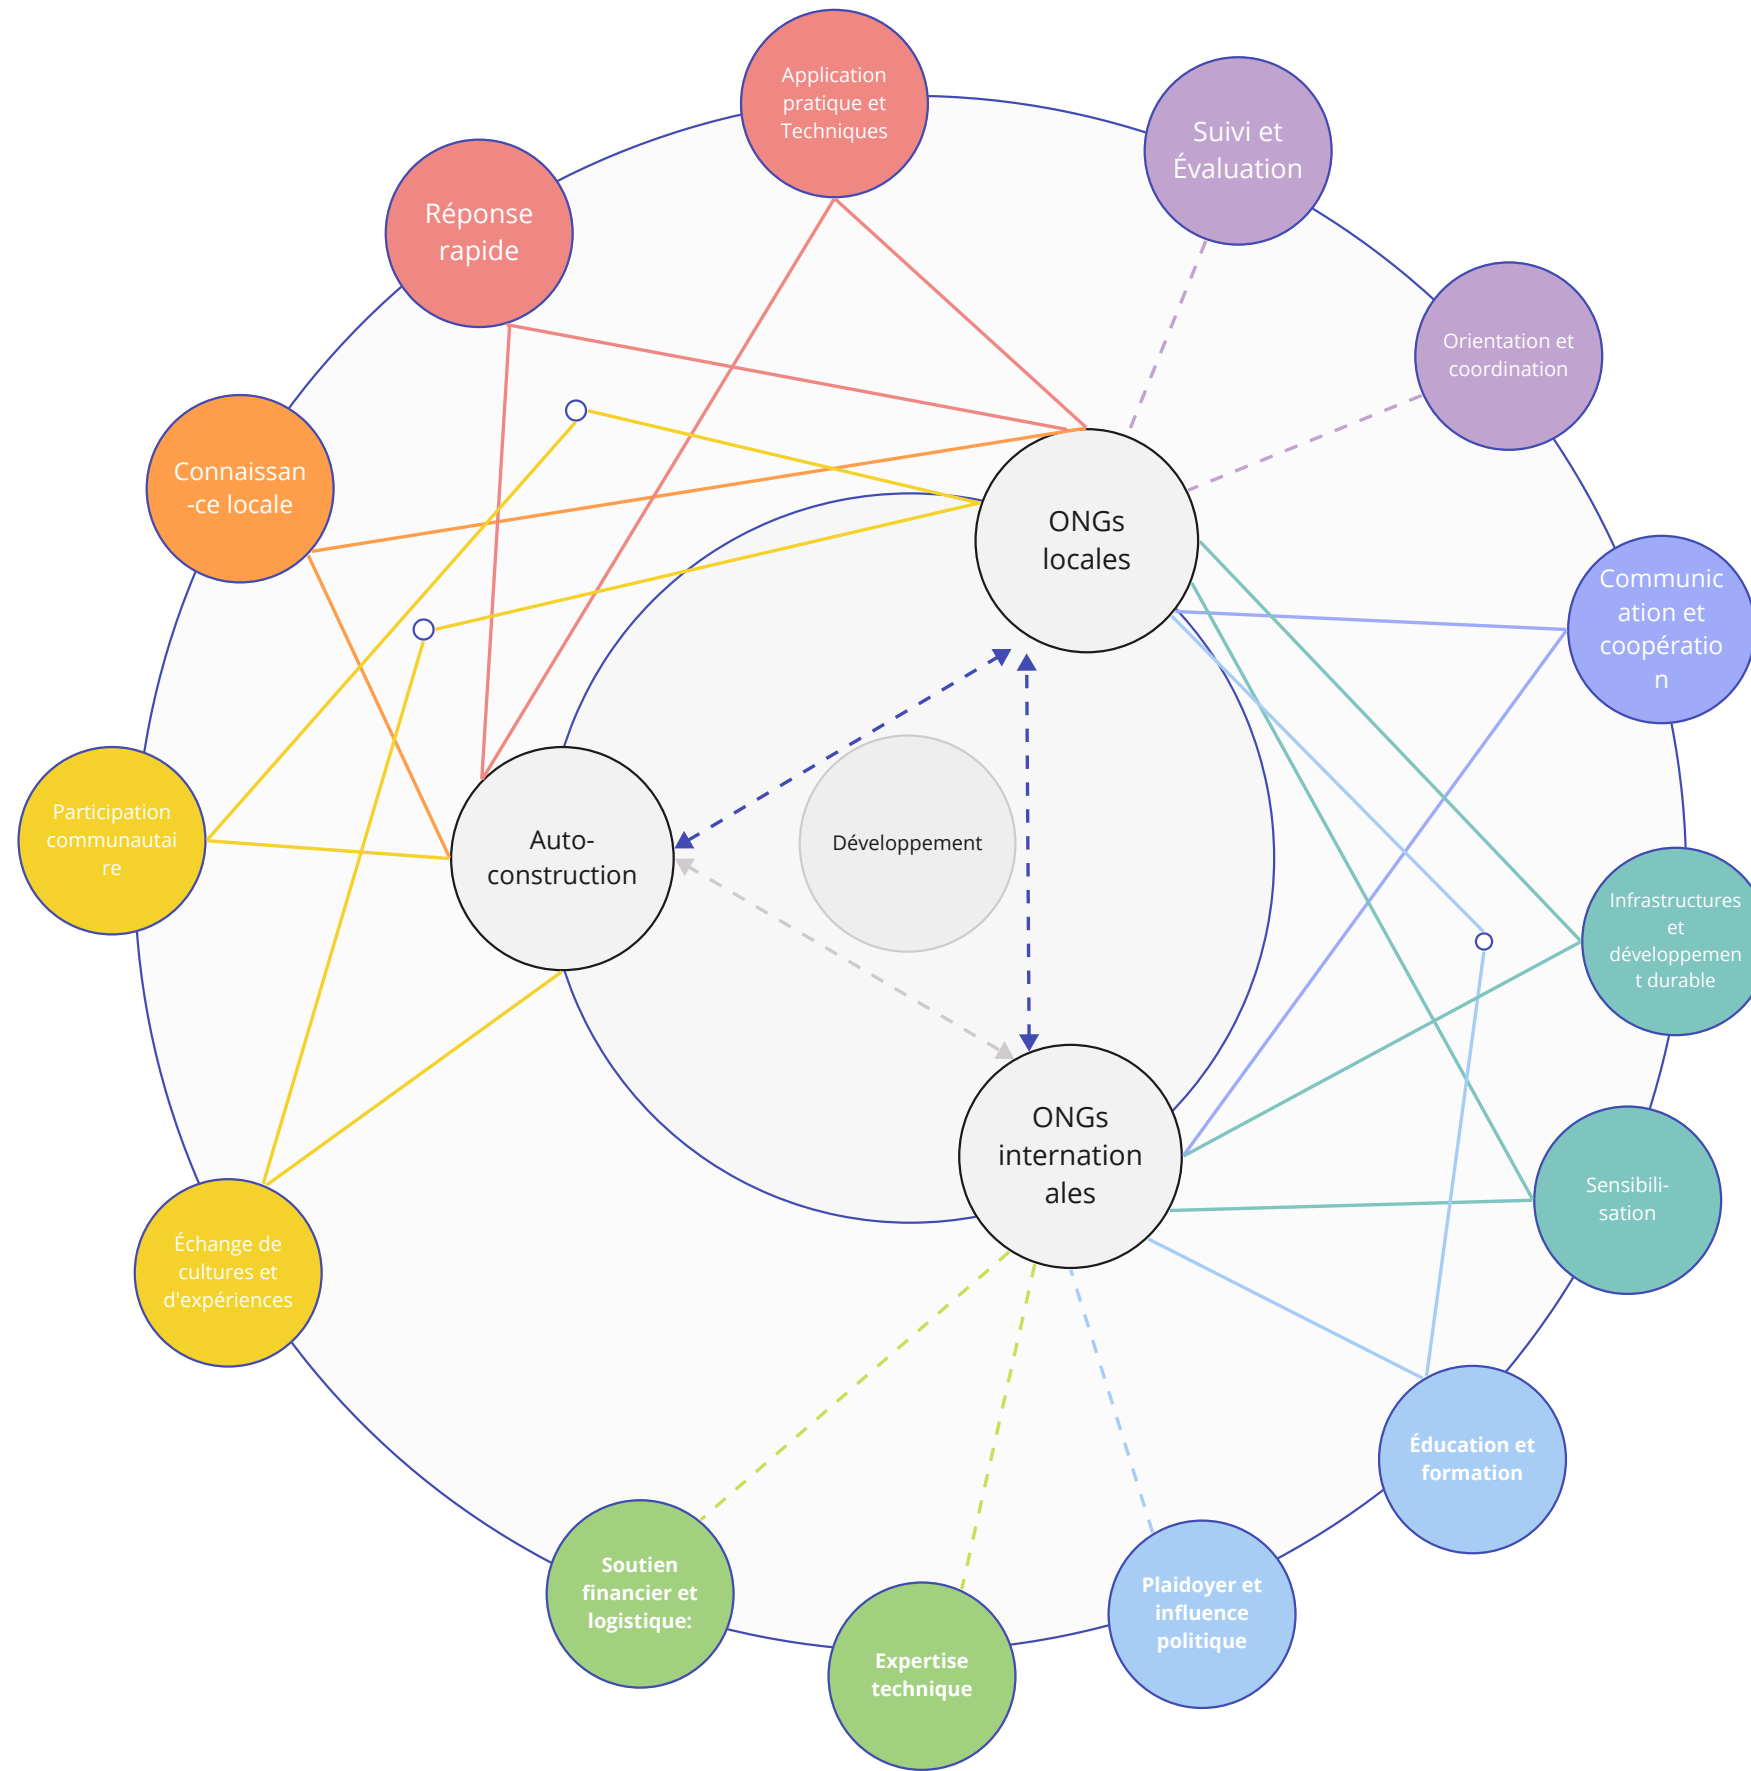 Application
pratique et
Techniques
Suivi et
Évaluation
Réponse
rapide
Orientation et
coordination
Connaissan
-ce locale
ONGs
locales
Communic
ation et
coopératio
n
Participation
communautai
re
Auto-
construction
Développement
Infrastructures
et
développemen
t durable
ONGs
internation
ales
Sensibili-
sation
Échange de
cultures et
d'expériences
Éducation et
formation
Soutien
financier et
logistique:
Plaidoyer et
influence
politique
Expertise
technique